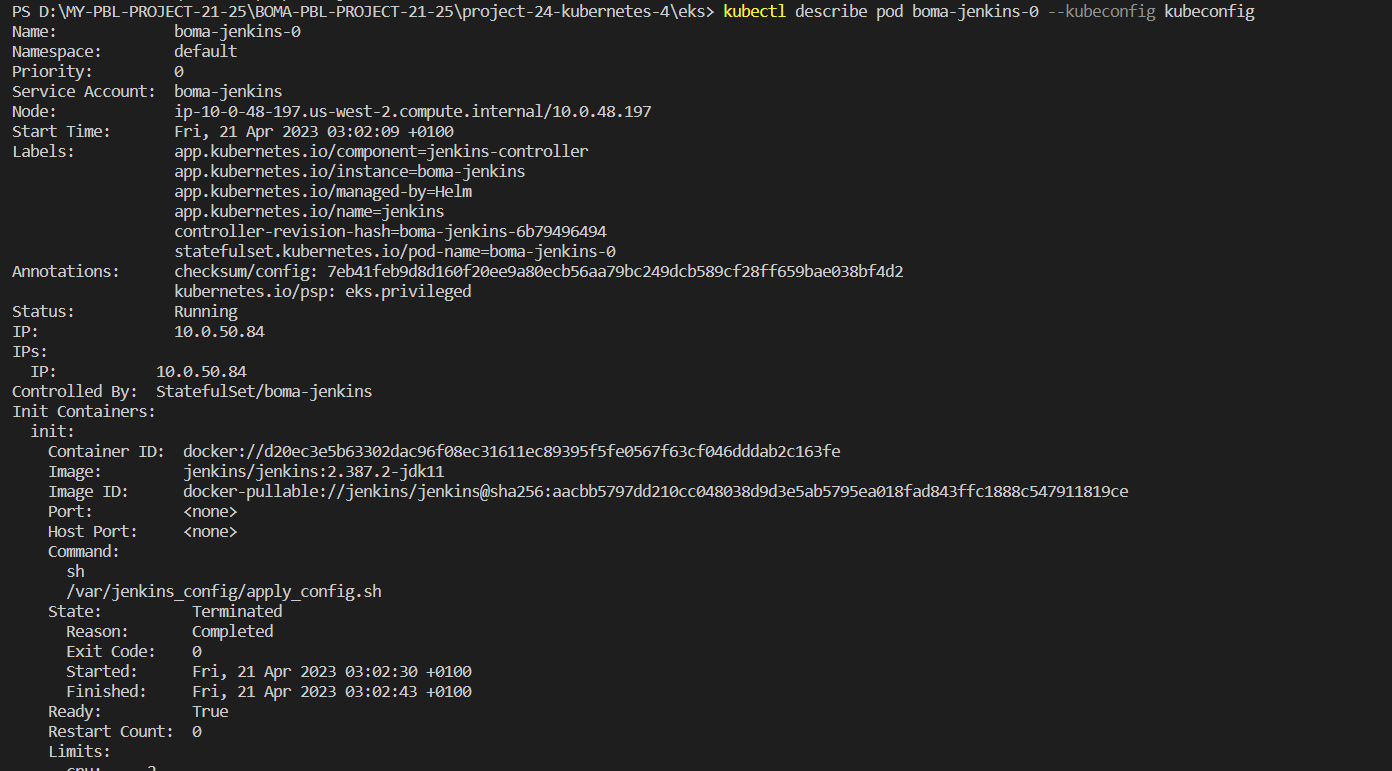 PS D:\MY-PBL-PROJECT-21-25\BOMA-PBL-PROJECT-21-25\project-24-kubernetes-4\eks> kubectl describe pod boma-jenkins-0 --kubeconfig kubeconfig
Name:             boma-jenkins-0
Namespace:        default
Priority:         0
Service Account:  boma-jenkins
Node:             ip-10-0-48-197.us-west-2.compute.internal/10.0.48.197
Start Time:       Fri, 21 Apr 2023 03:02:09 +0100
Labels:           app.kubernetes.io/component=jenkins-controller
                  app.kubernetes.io/instance=boma-jenkins
                  app.kubernetes.io/managed-by=Helm
                  app.kubernetes.io/name=jenkins
                  controller-revision-hash=boma-jenkins-6b79496494
                  statefulset.kubernetes.io/pod-name=boma-jenkins-0
Annotations:      checksum/config: 7eb41feb9d8d160f20ee9a80ecb56aa79bc249dcb589cf28ff659bae038bf4d2
                  kubernetes.io/psp: eks.privileged
Status:           Running
IP:               10.0.50.84
IPs:
  IP:           10.0.50.84
Controlled By:  StatefulSet/boma-jenkins
Init Containers:
  init:
    Container ID:  docker://d20ec3e5b63302dac96f08ec31611ec89395f5fe0567f63cf046dddab2c163fe
    Image:         jenkins/jenkins:2.387.2-jdk11
    Image ID:      docker-pullable://jenkins/jenkins@sha256:aacbb5797dd210cc048038d9d3e5ab5795ea018fad843ffc1888c547911819ce
    Port:          <none>
    Host Port:     <none>
    Command:
      sh
      /var/jenkins_config/apply_config.sh
    State:          Terminated
      Reason:       Completed
      Exit Code:    0
      Started:      Fri, 21 Apr 2023 03:02:30 +0100
      Finished:     Fri, 21 Apr 2023 03:02:43 +0100
    Ready:          True
    Restart Count:  0
    Limits:
      cpu: